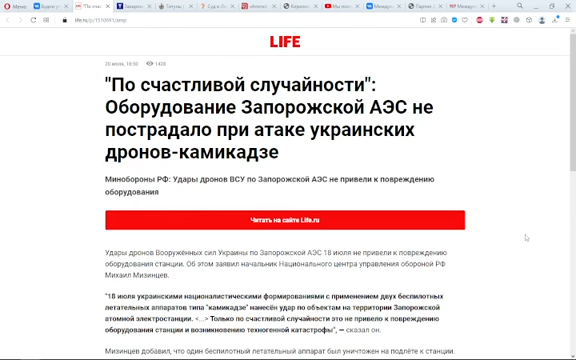 life.ru/p/1510691/amp
LIFE
20 июля, 18:50
1428
"По счастливой случайности":
Оборудование Запорожской АЭС не
пострадало при атаке украинских
дронов-камикадзе
Минобороны РФ: Удары дронов ВСУ по Запорожской АЭС не привели к повреждению
оборудования
Читать на сайте Life.ru
Удары дронов Вооружённых сил Украины по Запорожской АЭС 18 июля не привели к повреждению
оборудования станции. Об этом заявил начальник Национального центра управления обороной РФ
Михаил Мизинцев.
"18 июля украинскими националистическими формированиями с применением двух беспилотных
летательных аппаратов типа "камикадзе" нанесён удар по объектам на территории Запорожской
атомной электростанции. <...> Только по счастливой случайности это не привело к повреждению
оборудования станции и возникновению техногенной катастрофы", — сказал он.
Мизинцев добавил, что один беспилотный летательный аппарат был уничтожен на подлёте к станции.